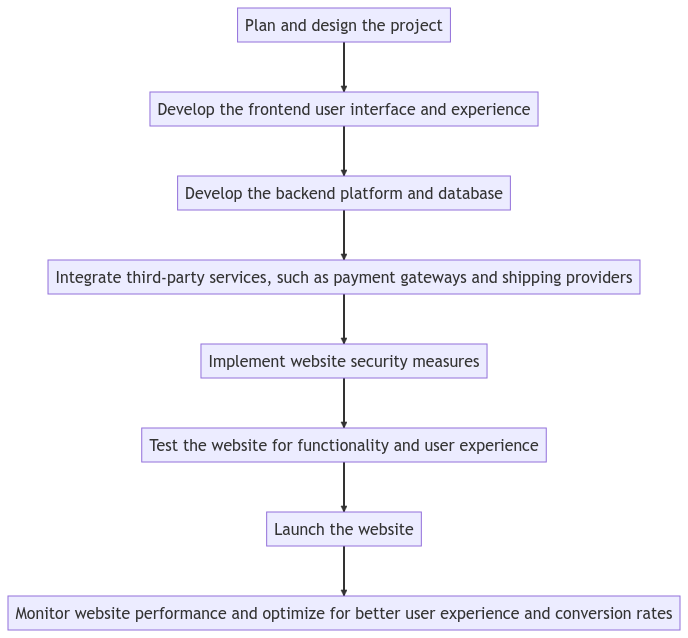 Plan and design the project
Develop the frontend user interface and experience
Develop the backend platform and database
Integrate third-party services, such as payment gateways and shipping providers
Implement website security measures
Test the website for functionality and user experience
Launch the website
Monitor website performance and optimize for better user experience and conversion rates